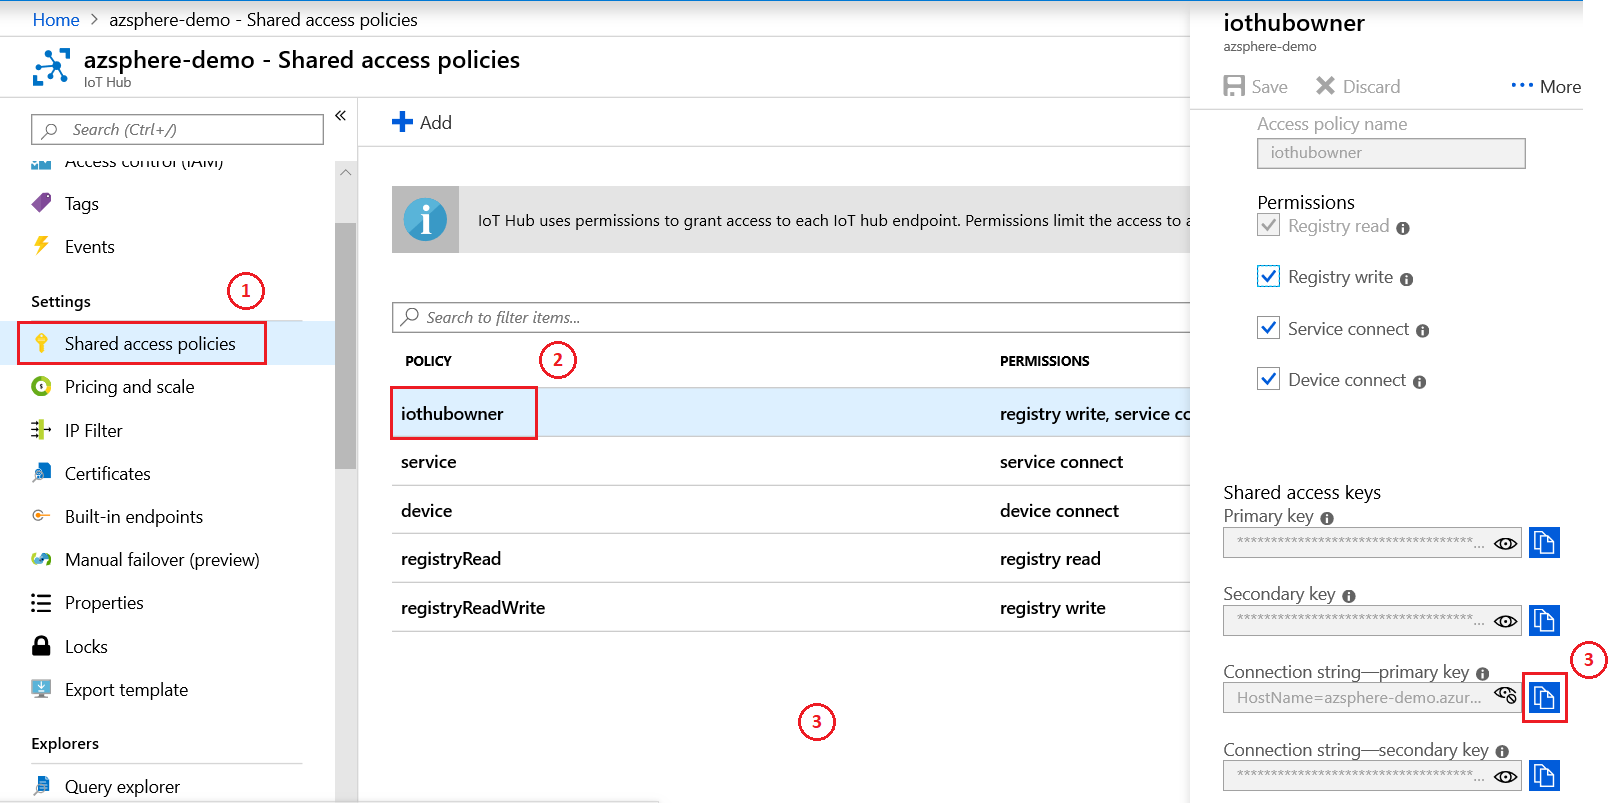 Home > azsphere-demo - Shared access policies
azsphere-demo - Shared access policies
IoT Hub
Search (Ctrl+/)
«
Access control (IAM)
Tags
Events
Settings
1
Shared access policies
Pricing and scale
IP Filter
Certificates
Built-in endpoints
Manual failover (preview)
Properties
Locks
Export template
Explorers
Query explorer
Add
IoT Hub uses permissions to grant access to each IoT hub endpoint. Permissions limit the access to a
Search to filter items...
POLICY
2
PERMISSIONS
iothubowner
registry write, service co
service
service connect
device
device connect
registryRead
registry read
registryReadWrite
registry write
3
iothubowner
azsphere-demo
Save
Discard
... More
Access policy name
iothubowner
Permissions
Registry read
Registry write
Service connect
Device connect
Shared access keys
Primary key
***********************************...
Secondary key
***********************************...
3
Connection string—primary key
HostName=azsphere-demo.azur...
Connection string—secondary key
***********************************...